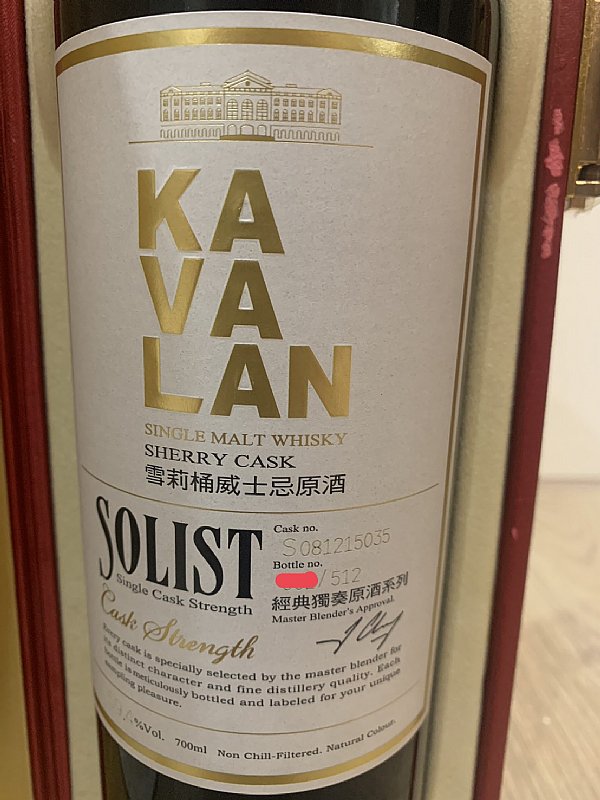 KA
VA
LAN
SINGLE MALT WHISKY
SHERRY CASK
雪莉桶威士忌原酒
SOLIST
Single Cask Strength
Cask Strength
Cask no.
S081215035
Bottle no.
/ 512
經典獨奏原酒系列
Master Blender's Approval.
Every cask is specially selected by the master blender for
its distinct character and fine distillery quality. Each
bottle is meticulously bottled and labeled for your unique
sampling pleasure.
%Vol. 700ml Non Chill-Filtered. Natural Colour.